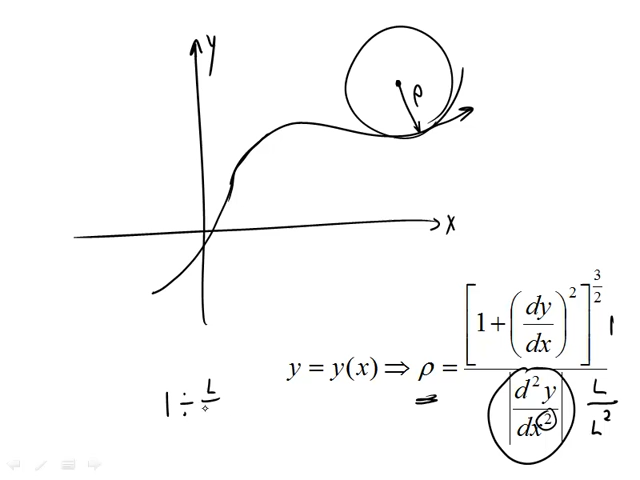 y
ρ
x
y = y(x) ⇒ ρ = [1 + (dy/dx)²]^(3/2) / |d²y/dx²|
1
L/L²
1 ÷ L/